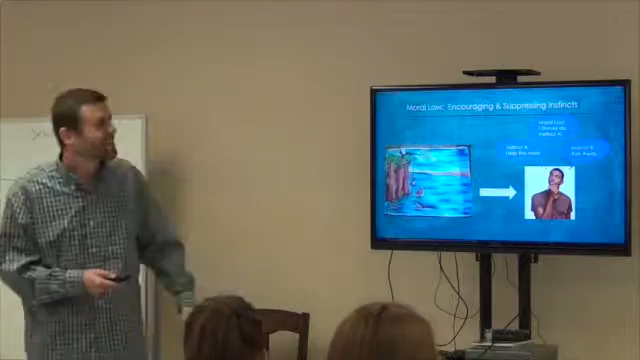 Moral Law: Encouraging & Suppressing Instincts
Moral Law
I Should do
Instinct A!
Instinct A
Help the man!
Instinct B
Run Away